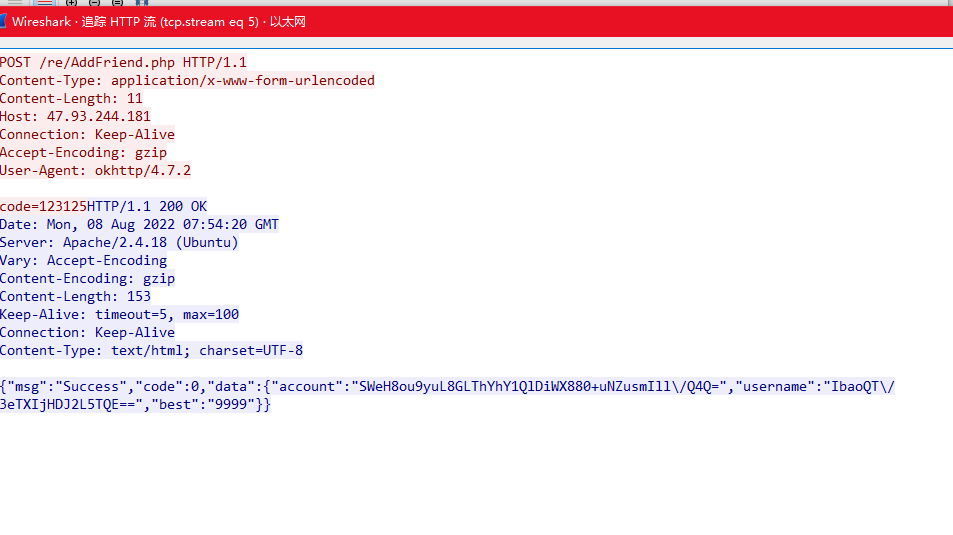 Wireshark · 追踪 HTTP 流 (tcp.stream eq 5) · 以太网
POST /re/AddFriend.php HTTP/1.1
Content-Type: application/x-www-form-urlencoded
Content-Length: 11
Host: 47.93.244.181
Connection: Keep-Alive
Accept-Encoding: gzip
User-Agent: okhttp/4.7.2
code=123125HTTP/1.1 200 OK
Date: Mon, 08 Aug 2022 07:54:20 GMT
Server: Apache/2.4.18 (Ubuntu)
Vary: Accept-Encoding
Content-Encoding: gzip
Content-Length: 153
Keep-Alive: timeout=5, max=100
Connection: Keep-Alive
Content-Type: text/html; charset=UTF-8
{"msg":"Success","code":0,"data":{"account":"SWeH8ou9yuL8GLThYhY1QlDiWX880+uNZusmIll\/Q4Q=","username":"IbaoQT\/
3eTXIjHDJ2L5TQE==","best":"9999"}}